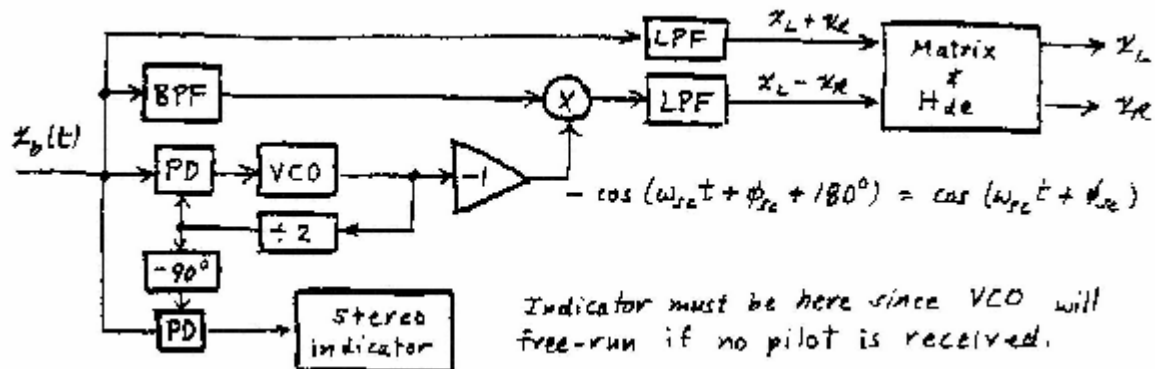 LPF
x_L + x_R
Matrix & H_de
x_L
BPF
X
LPF
x_L - x_R
x_R
x_b(t)
PD
VCO
-1
- cos (ω_sc t + φ_sc + 180°) = cos (ω_sc t + φ_sc)
÷ 2
-90°
PD
Stereo indicator
Indicator must be here since VCO will
free-run if no pilot is received.